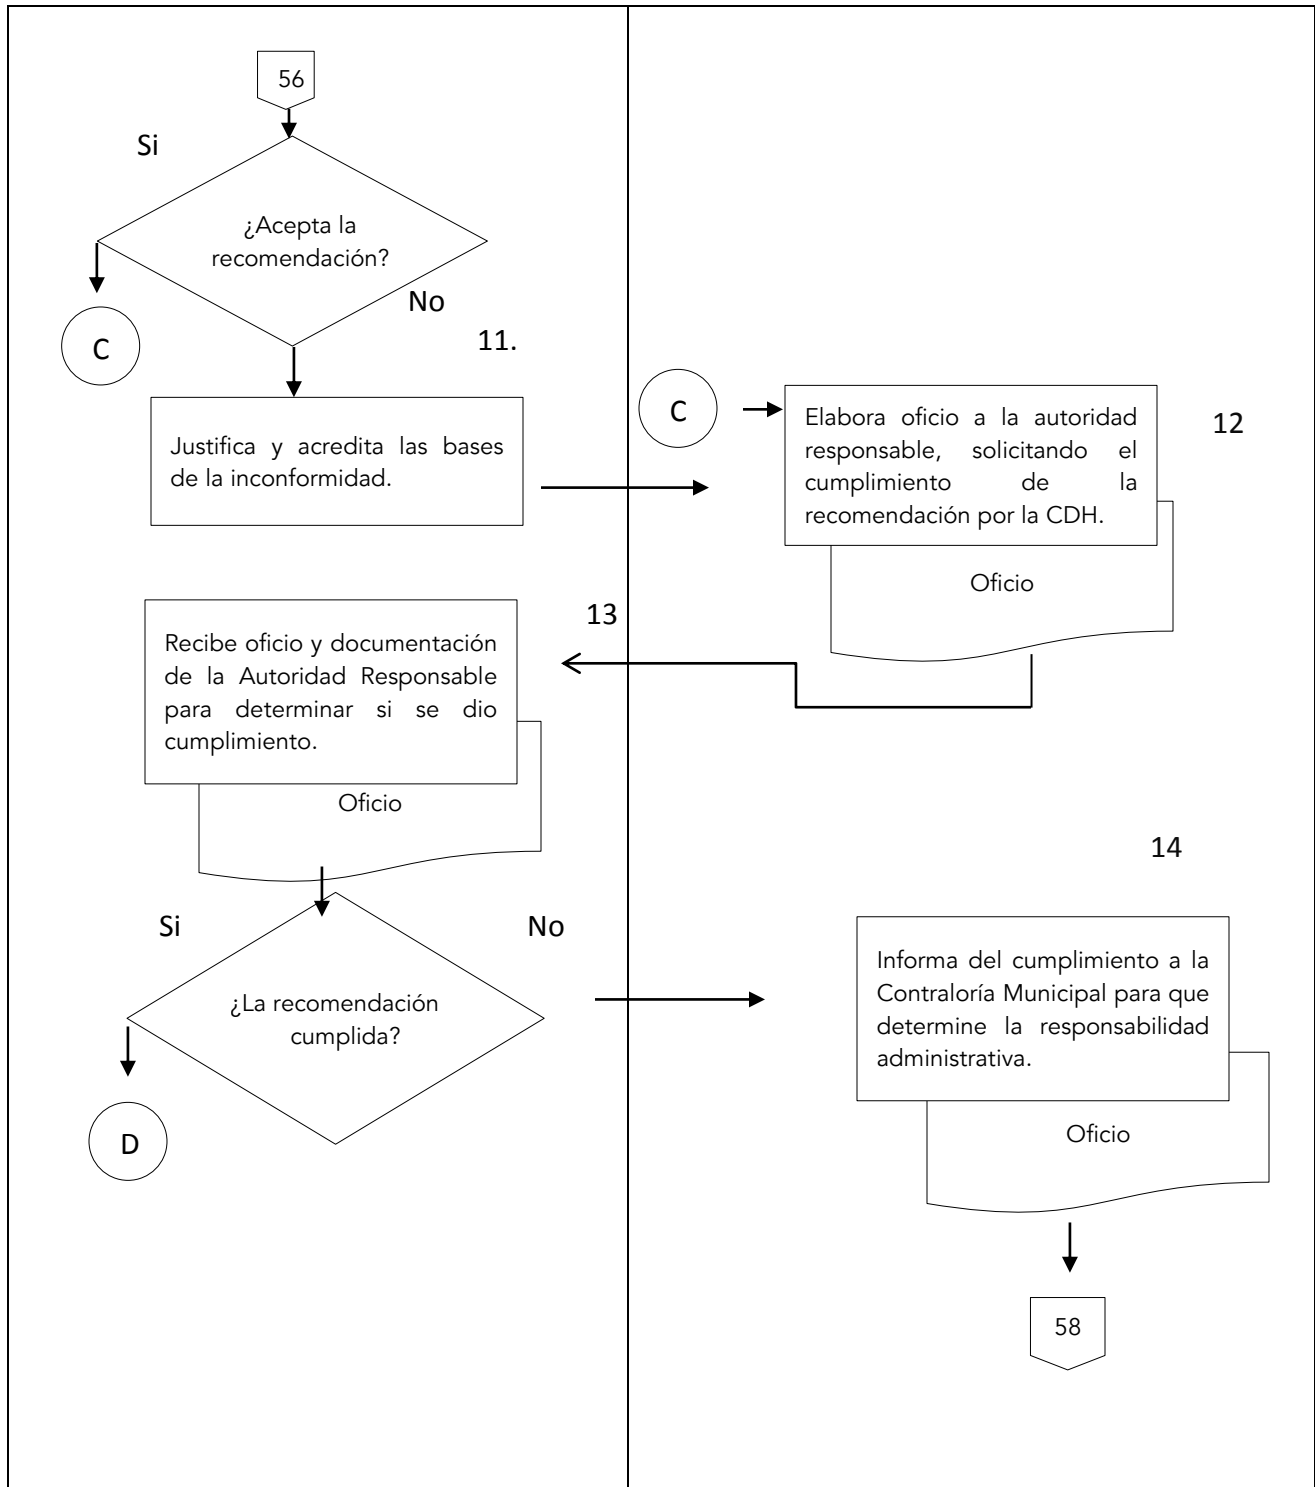 56
Si
¿Acepta la
recomendación?
No
C
11.
Justifica y acredita las bases
de la inconformidad.
C
Elabora oficio a la autoridad
responsable, solicitando el
cumplimiento de la
recomendación por la CDH.
12
Oficio
13
Recibe oficio y documentación
de la Autoridad Responsable
para determinar si se dio
cumplimiento.
Oficio
Si
No
¿La recomendación
cumplida?
D
14
Informa del cumplimiento a la
Contraloría Municipal para que
determine la responsabilidad
administrativa.
Oficio
58